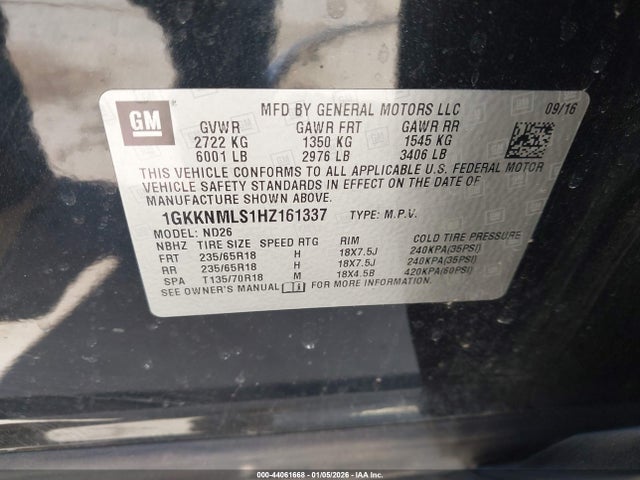 GM
MFD BY GENERAL MOTORS LLC 09/16
GVWR GAWR FRT GAWR RR
2722 KG 1350 KG 1545 KG
6001 LB 2976 LB 3406 LB
THIS VEHICLE CONFORMS TO ALL APPLICABLE U.S. FEDERAL MOTOR
VEHICLE SAFETY STANDARDS IN EFFECT ON THE DATE OF
MANUFACTURE SHOWN ABOVE.
1GKKNMLS1HZ161337 TYPE: M.P.V.
MODEL: ND26
NBHZ TIRE SIZE SPEED RTG RIM COLD TIRE PRESSURE
FRT 235/65R18 H 18X7.5J 240KPA(35PSI)
RR 235/65R18 H 18X7.5J 240KPA(35PSI)
SPA T135/70R18 M 18X4.5B 420KPA(60PSI)
SEE OWNER'S MANUAL FOR MORE INFORMATION.
000-44061668 - 01/05/2026 - IAAI.COM